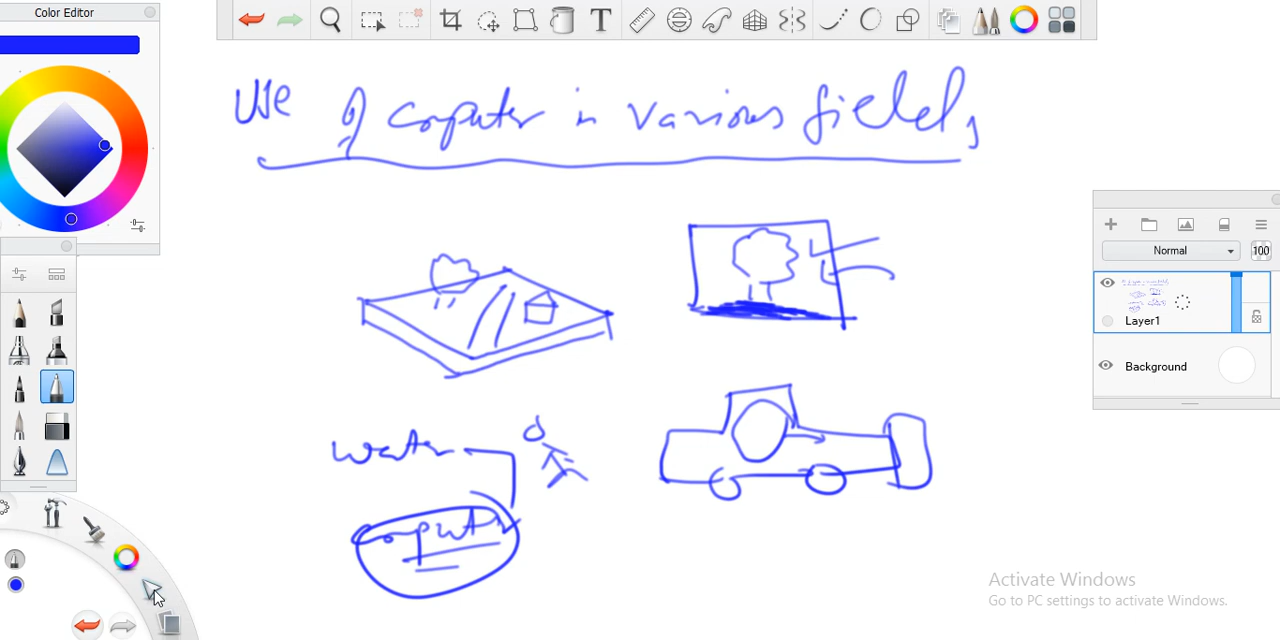 Color Editor
T
Use of computer in various fields
Normal
100
Layer1
Background
water
computer
Activate Windows
Go to PC settings to activate Windows.